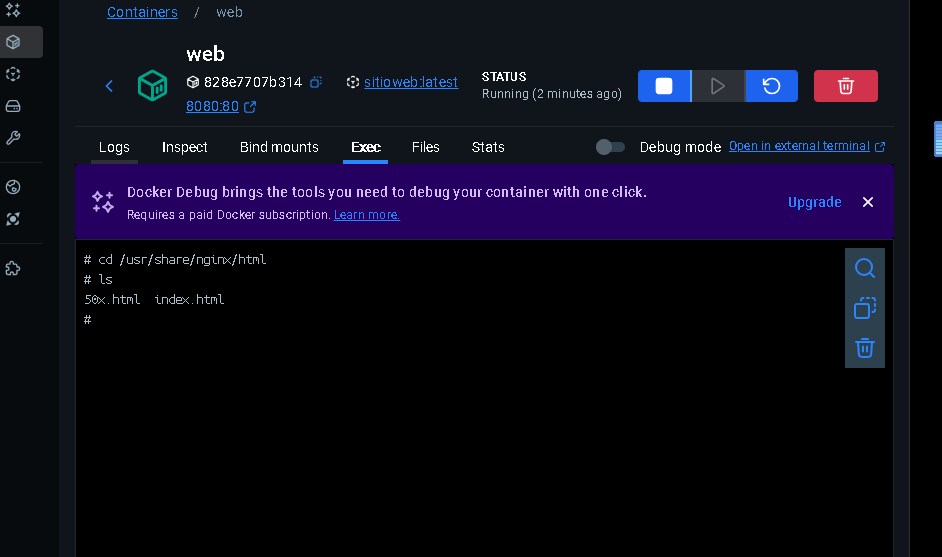 Containers / web
web
828e7707b314 sitioweb:latest
8080:80
STATUS
Running (2 minutes ago)
Logs Inspect Bind mounts Exec Files Stats Debug mode Open in external terminal
Docker Debug brings the tools you need to debug your container with one click.
Requires a paid Docker subscription. Learn more.
Upgrade
# cd /usr/share/nginx/html
# ls
50x.html index.html
#